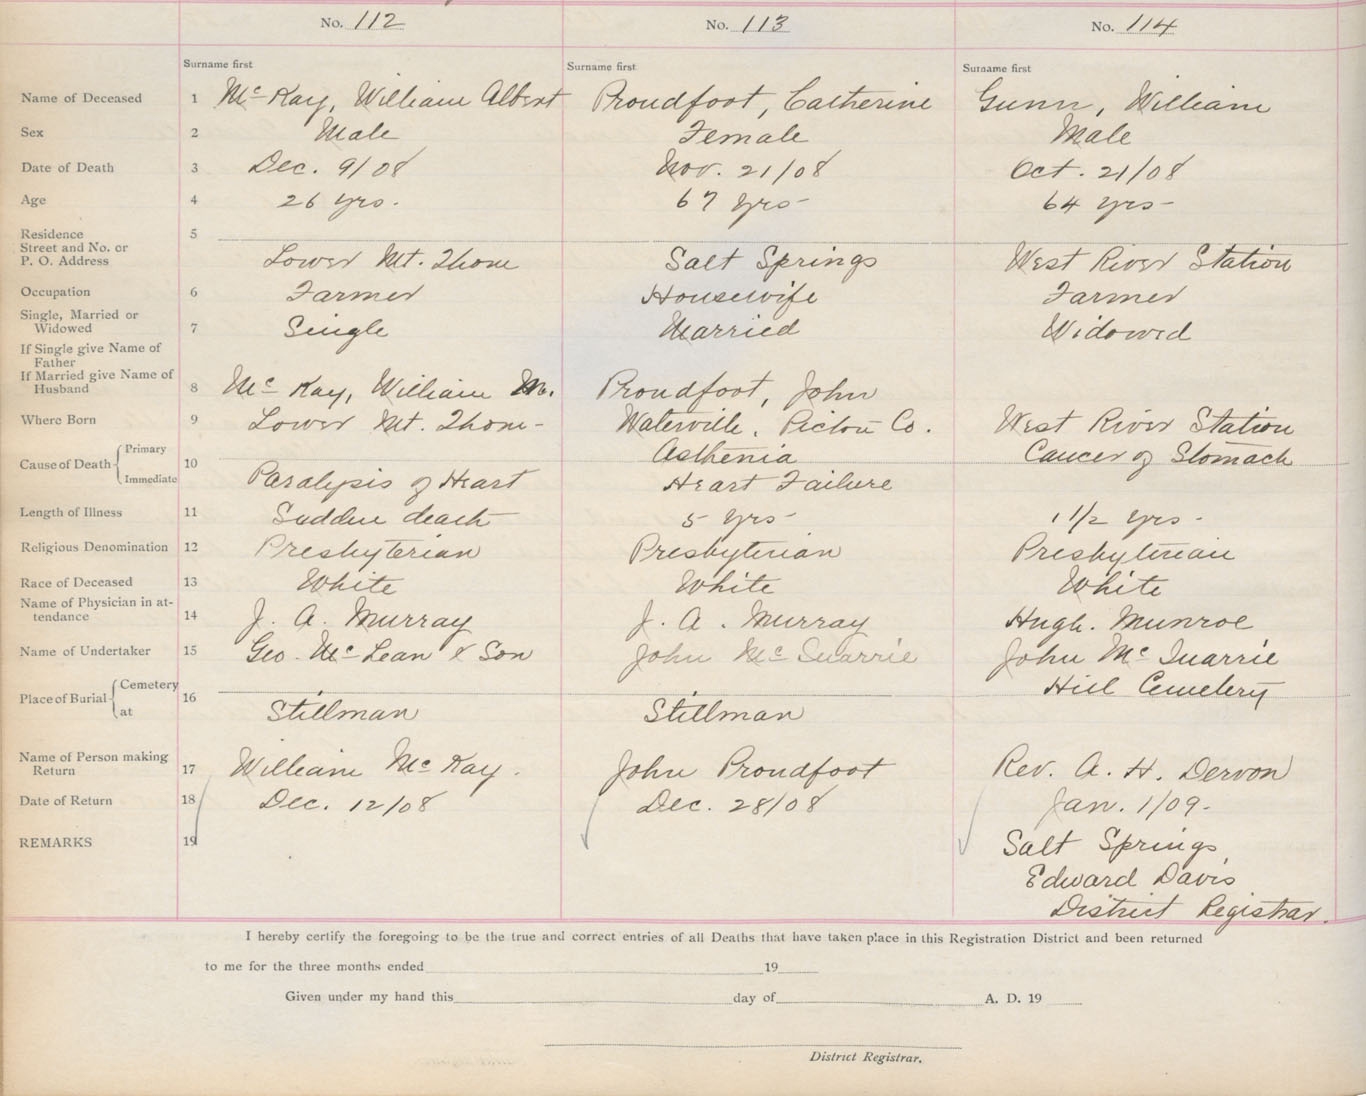 No. 112 No. 113 No. 114
Surname first Surname first Surname first
Name of Deceased 1 McKay, William Albert Proudfoot, Catherine Gunn, William
Sex 2 Male Female Male
Date of Death 3 Dec. 9/08 Nov. 21/08 Oct. 21/08
Age 4 26 yrs. 67 yrs- 64 yrs-
Residence 5
Street and No. or
P. O. Address Lower Mt. Thom Salt Springs West River Station
Occupation 6 Farmer Housewife Farmer
Single, Married or
Widowed 7 Single Married Widowed
If Single give Name of
Father
If Married give Name of
Husband 8 McKay, William M. Proudfoot, John
Where Born 9 Lower Mt. Thom- Waterville, Pictou Co. West River Station
Cause of Death Primary 10 Asthenia Cancer of Stomach
Immediate Paralysis of Heart Heart Failure
Length of Illness 11 Sudden death 5 yrs- 1 1/2 yrs-
Religious Denomination 12 Presbyterian Presbyterian Presbyterian
Race of Deceased 13 White White White
Name of Physician in at-
tendance 14 J. A. Murray J. A. Murray Hugh. Munroe
Name of Undertaker 15 Geo. McLean & Son John McQuarrie John McQuarrie
Place of Burial Cemetery 16 Hill Cemetery
at Stillman Stillman
Name of Person making
Return 17 William McKay. John Proudfoot Rev. A. H. Dervon
Date of Return 18 Dec. 12/08 Dec. 28/08 Jan. 1/09-
REMARKS 19 Salt Springs,
Edward Davis
District Registrar.
I hereby certify the foregoing to be the true and correct entries of all Deaths that have taken place in this Registration District and been returned
to me for the three months ended 19
Given under my hand this day of A. D. 19
District Registrar.